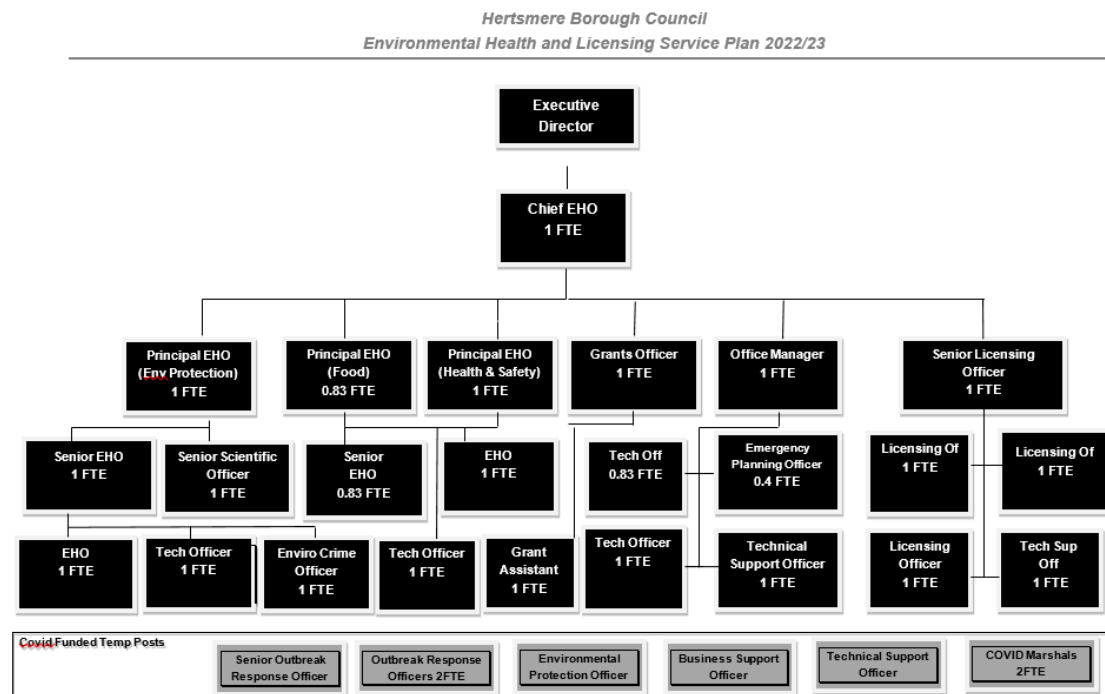 Hertsmere Borough Council
Environmental Health and Licensing Service Plan 2022/23
Executive
Director
Chief EHO
1 FTE
Principal EHO
(Env Protection)
1 FTE
Principal EHO
(Food)
0.83 FTE
Principal EHO
(Health & Safety)
1 FTE
Grants Officer
1 FTE
Office Manager
1 FTE
Senior Licensing
Officer
1 FTE
Senior EHO
1 FTE
Senior Scientific
Officer
1 FTE
Senior
EHO
0.83 FTE
EHO
1 FTE
Tech Off
0.83 FTE
Emergency
Planning Officer
0.4 FTE
Licensing Of
1 FTE
Licensing Of
1 FTE
EHO
1 FTE
Tech Officer
1 FTE
Enviro Crime
Officer
1 FTE
Tech Officer
1 FTE
Grant
Assistant
1 FTE
Tech Officer
1 FTE
Technical
Support Officer
1 FTE
Licensing
Officer
1 FTE
Tech Sup
Off
1 FTE
Covid Funded Temp Posts
Senior Outbreak
Response Officer
Outbreak Response
Officers 2FTE
Environmental
Protection Officer
Business Support
Officer
Technical Support
Officer
COVID Marshals
2FTE